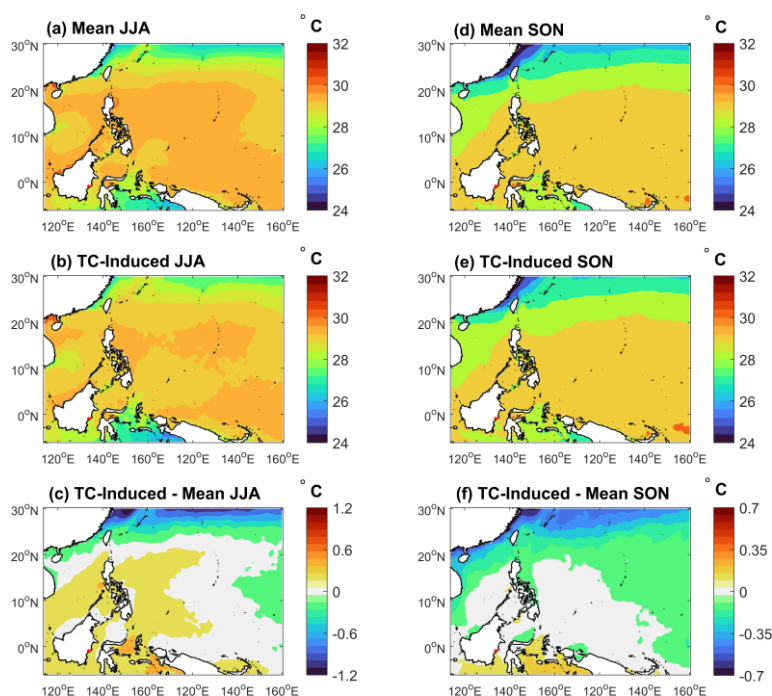 (a) Mean JJA
°C
30°N
20°N
10°N
0°N
120°E 140°E 160°E 120°E 140°E 160°E
32
30
28
26
24
(d) Mean SON
°C
30°N
20°N
10°N
0°N
120°E 140°E 160°E 120°E 140°E 160°E
32
30
28
26
24
(b) TC-Induced JJA
°C
30°N
20°N
10°N
0°N
120°E 140°E 160°E 120°E 140°E 160°E
32
30
28
26
24
(e) TC-Induced SON
°C
30°N
20°N
10°N
0°N
120°E 140°E 160°E 120°E 140°E 160°E
32
30
28
26
24
(c) TC-Induced - Mean JJA
°C
30°N
20°N
10°N
0°N
120°E 140°E 160°E 120°E 140°E 160°E
1.2
0.6
0
-0.6
-1.2
(f) TC-Induced - Mean SON
°C
30°N
20°N
10°N
0°N
120°E 140°E 160°E 120°E 140°E 160°E
0.7
0.35
0
-0.35
-0.7